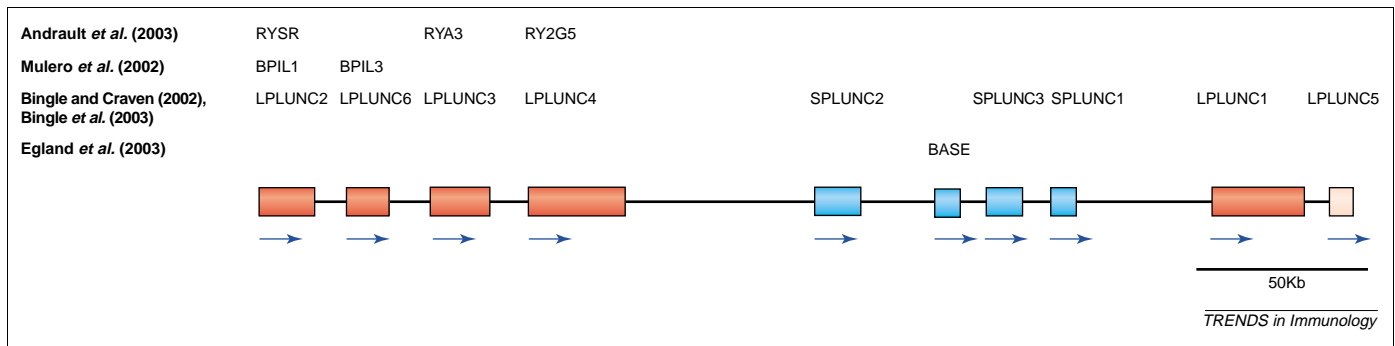 Andrault et al. (2003) RYSR RYA3 RY2G5
Mulero et al. (2002) BPIL1 BPIL3
Bingle and Craven (2002), LPLUNC2 LPLUNC6 LPLUNC3 LPLUNC4 SPLUNC2 SPLUNC3 SPLUNC1 LPLUNC1 LPLUNC5
Bingle et al. (2003)
Egland et al. (2003) BASE
50Kb
TRENDS in Immunology